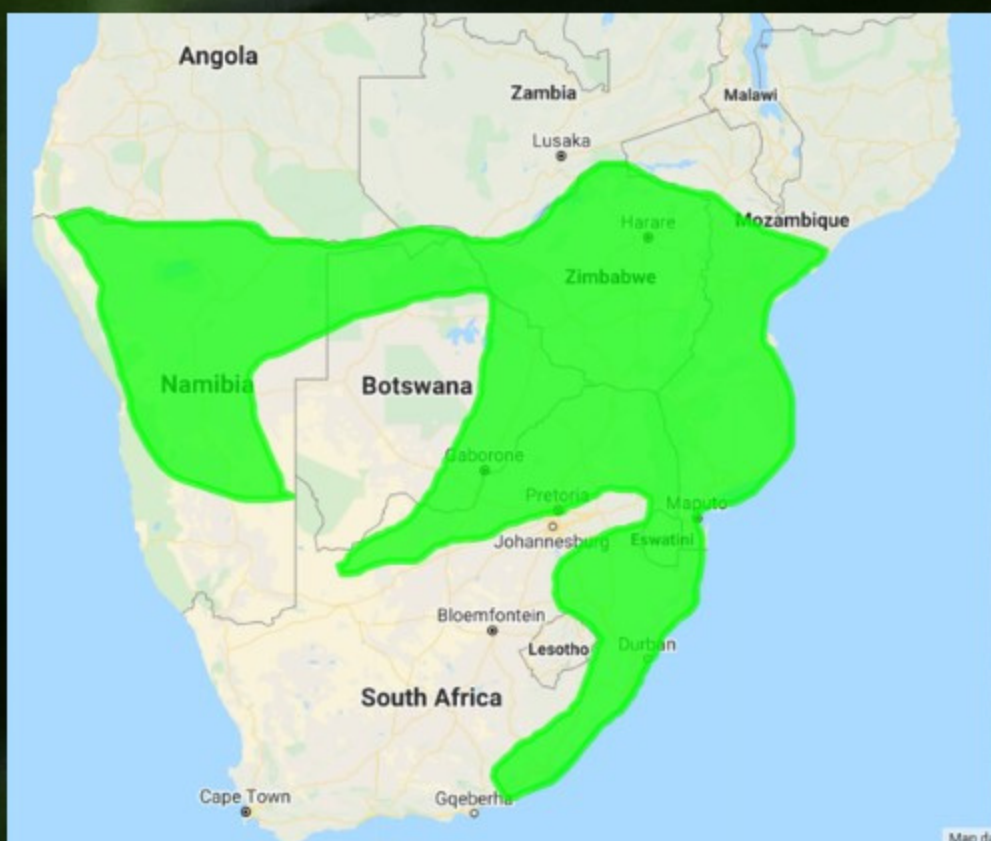 Angola
Zambia
Malawi
Lusaka
Mozambique
Harare
Zimbabwe
Namibia
Botswana
Gaborone
Pretoria
Maputo
Johannesburg
Eswatini
Bloemfontein
Lesotho
Durban
South Africa
Cape Town
Gqeberha
Map